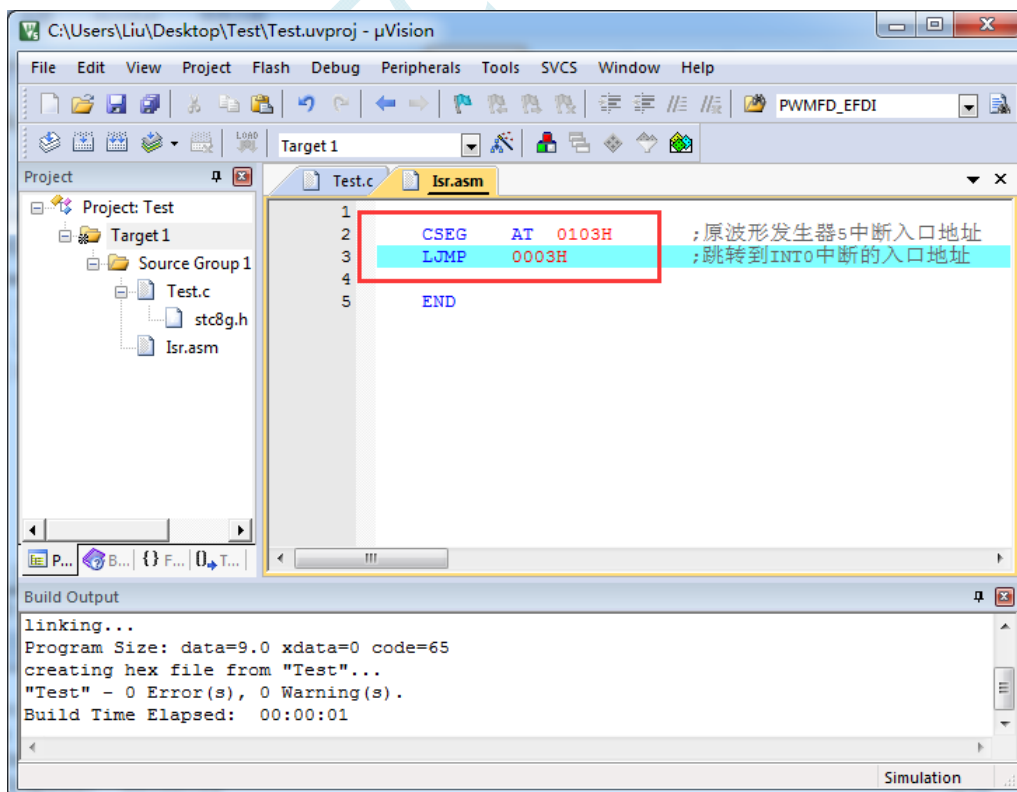 C:\Users\Liu\Desktop\Test\Test.uvproj - µVision
File Edit View Project Flash Debug Peripherals Tools SVCS Window Help
PWMFD_EFDI
LOAD Target 1
Project
Test.c Isr.asm
Project: Test
Target 1
Source Group 1
Test.c
stc8g.h
Isr.asm
1
2 CSEG AT 0103H ;原波形发生器5中断入口地址
3 LJMP 0003H ;跳转到INT0中断的入口地址
4
5 END
P... B... {} F... 0 T...
Build Output
linking...
Program Size: data=9.0 xdata=0 code=65
creating hex file from "Test"...
"Test" - 0 Error(s), 0 Warning(s).
Build Time Elapsed: 00:00:01
Simulation